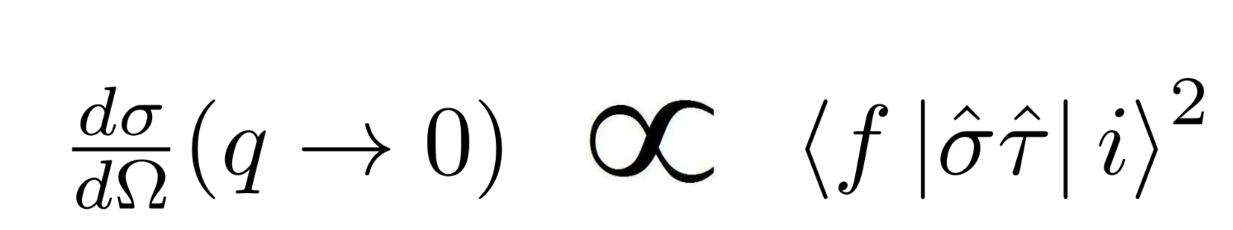 dσ/dΩ (q → 0) ∝ ⟨f |σ̂τ̂| i⟩²